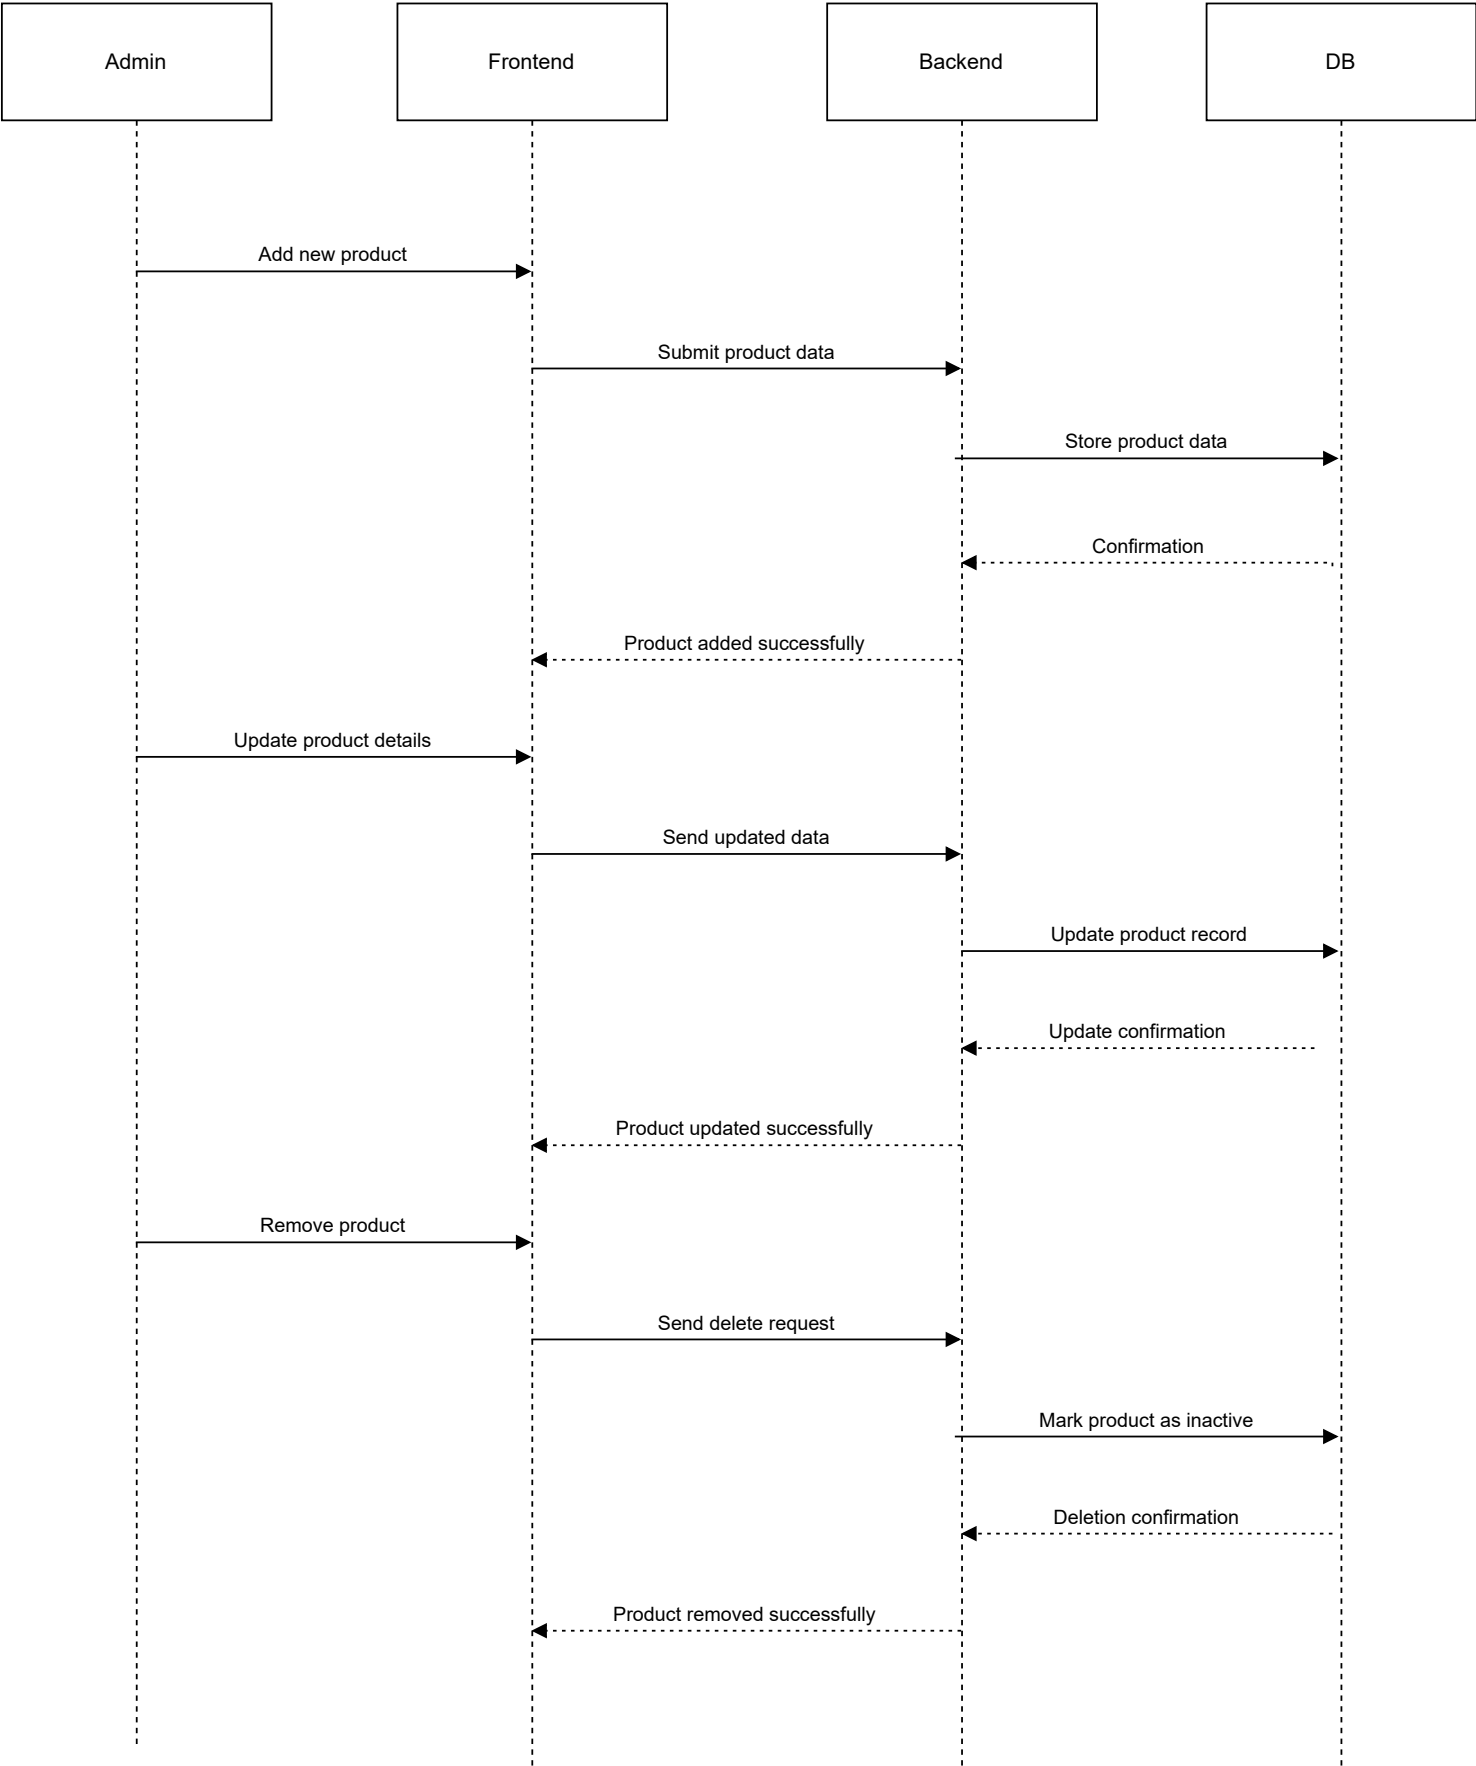 Admin
Frontend
Backend
DB
Add new product
Submit product data
Store product data
Confirmation
Product added successfully
Update product details
Send updated data
Update product record
Update confirmation
Product updated successfully
Remove product
Send delete request
Mark product as inactive
Deletion confirmation
Product removed successfully